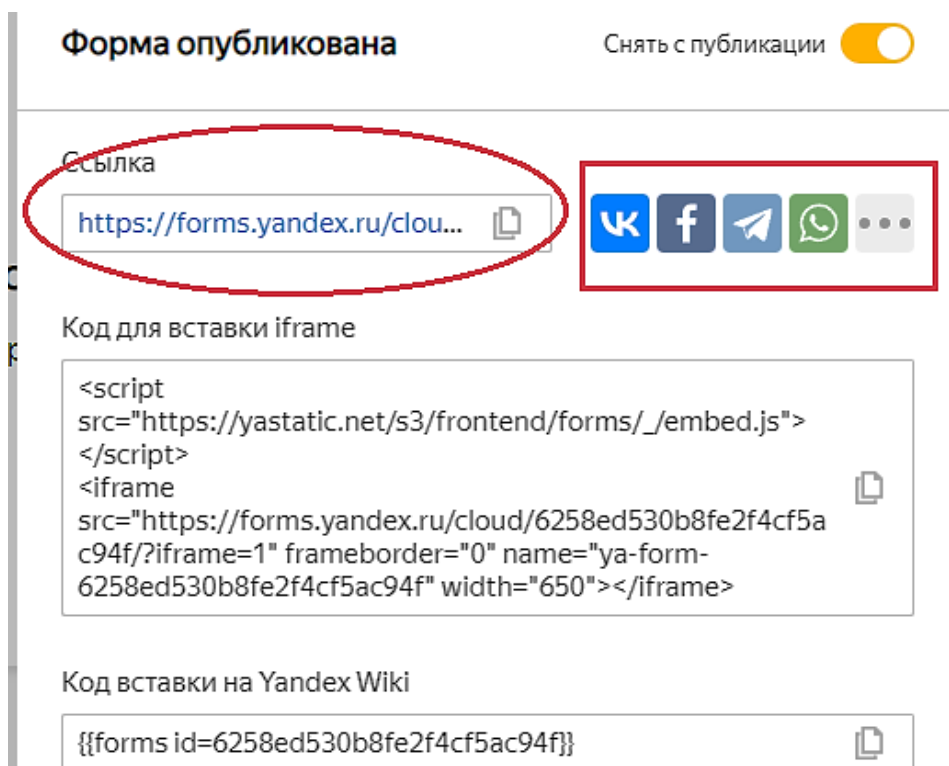 Форма опубликована
Снять с публикации
Ссылка
https://forms.yandex.ru/clou...
Код для вставки iframe
<script
src="https://yastatic.net/s3/frontend/forms/_/embed.js">
</script>
<iframe
src="https://forms.yandex.ru/cloud/6258ed530b8fe2f4cf5a
c94f/?iframe=1" frameborder="0" name="ya-form-
6258ed530b8fe2f4cf5ac94f" width="650"></iframe>
Код вставки на Yandex Wiki
{{forms id=6258ed530b8fe2f4cf5ac94f}}